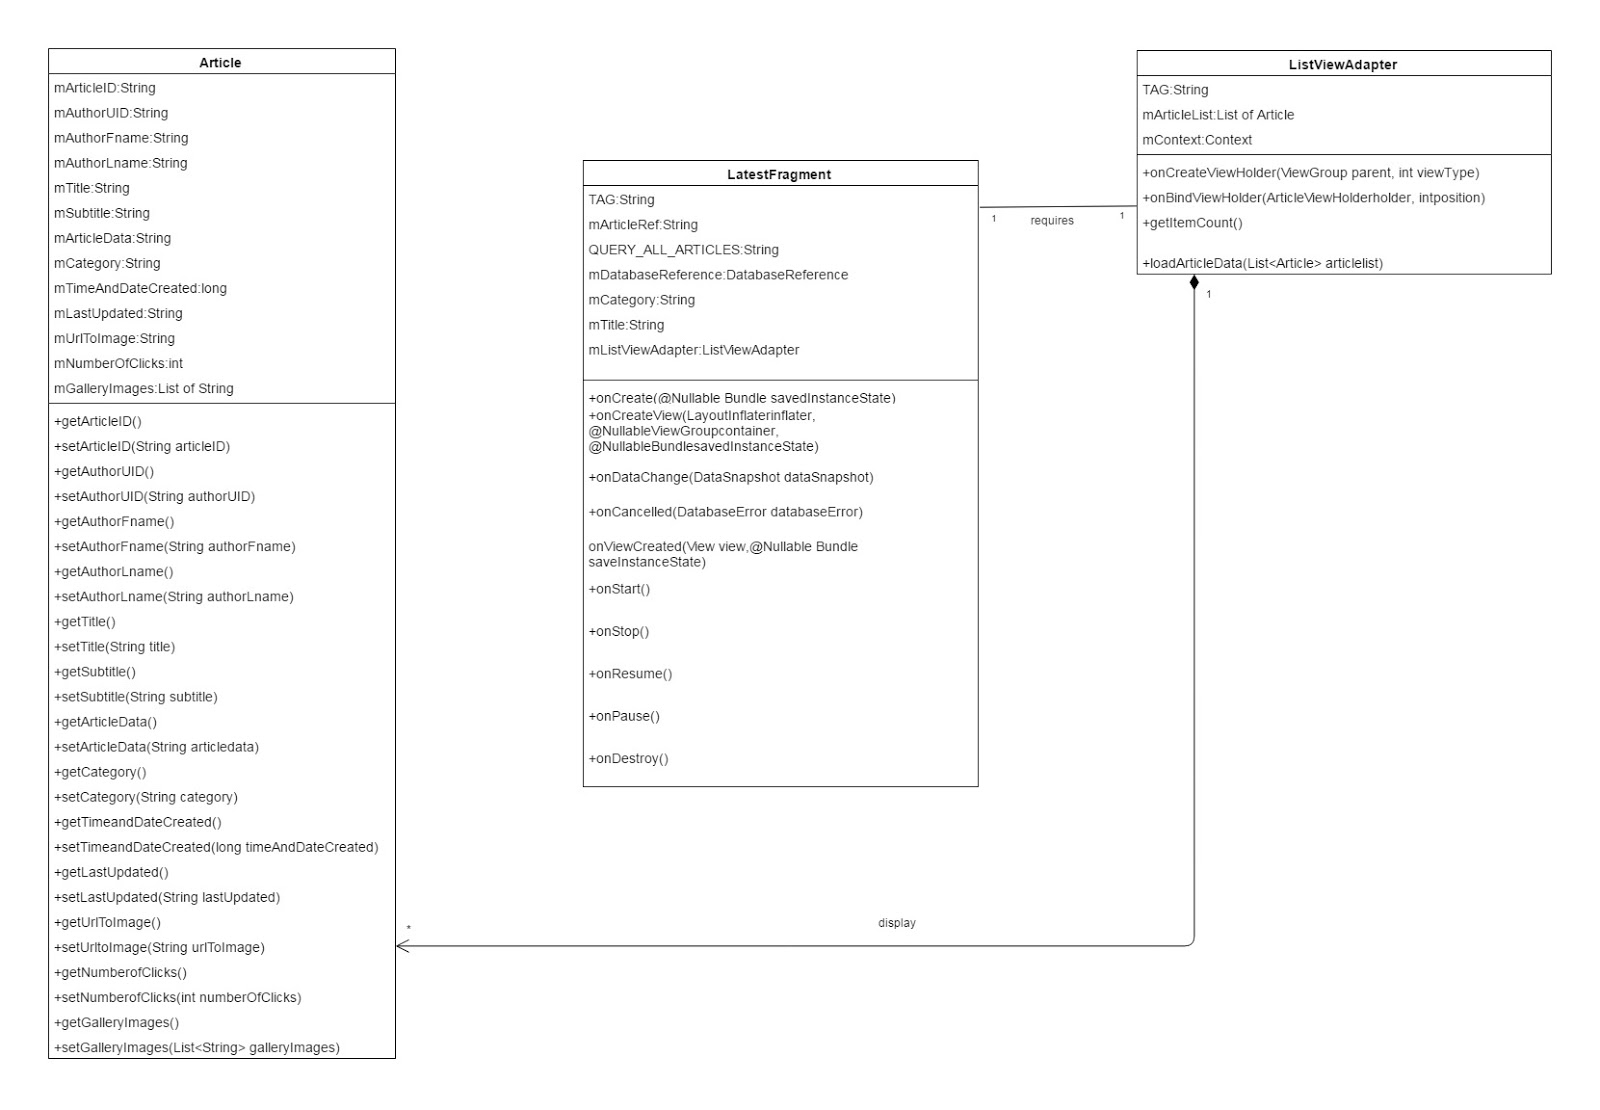 Article
mArticleID:String
mAuthorUID:String
mAuthorFname:String
mAuthorLname:String
mTitle:String
mSubtitle:String
mArticleData:String
mCategory:String
mTimeAndDateCreated:long
mLastUpdated:String
mUrlToImage:String
mNumberOfClicks:int
mGalleryImages:List of String
+getArticleID()
+setArticleID(String articleID)
+getAuthorUID()
+setAuthorUID(String authorUID)
+getAuthorFname()
+setAuthorFname(String authorFname)
+getAuthorLname()
+setAuthorLname(String authorLname)
+getTitle()
+setTitle(String title)
+getSubtitle()
+setSubtitle(String subtitle)
+getArticleData()
+setArticleData(String articledata)
+getCategory()
+setCategory(String category)
+getTimeandDateCreated()
+setTimeandDateCreated(long timeAndDateCreated)
+getLastUpdated()
+setLastUpdated(String lastUpdated)
+getUrlToImage()
+setUrltoImage(String urlToImage)
+getNumberofClicks()
+setNumberofClicks(int numberOfClicks)
+getGalleryImages()
+setGalleryImages(List<String> galleryImages)
LatestFragment
TAG:String
mArticleRef:String
QUERY_ALL_ARTICLES:String
mDatabaseReference:DatabaseReference
mCategory:String
mTitle:String
mListViewAdapter:ListViewAdapter
+onCreate(@Nullable Bundle savedInstanceState)
+onCreateView(LayoutInflaterinflater,
@NullableViewGroupcontainer,
@NullableBundlesavedInstanceState)
+onDataChange(DataSnapshot dataSnapshot)
+onCancelled(DatabaseError databaseError)
onViewCreated(View view,@Nullable Bundle
saveInstanceState)
+onStart()
+onStop()
+onResume()
+onPause()
+onDestroy()
1 requires 1
ListViewAdapter
TAG:String
mArticleList:List of Article
mContext:Context
+onCreateViewHolder(ViewGroup parent, int viewType)
+onBindViewHolder(ArticleViewHolderholder, intposition)
+getItemCount()
+loadArticleData(List<Article> articlelist)
1
display
*